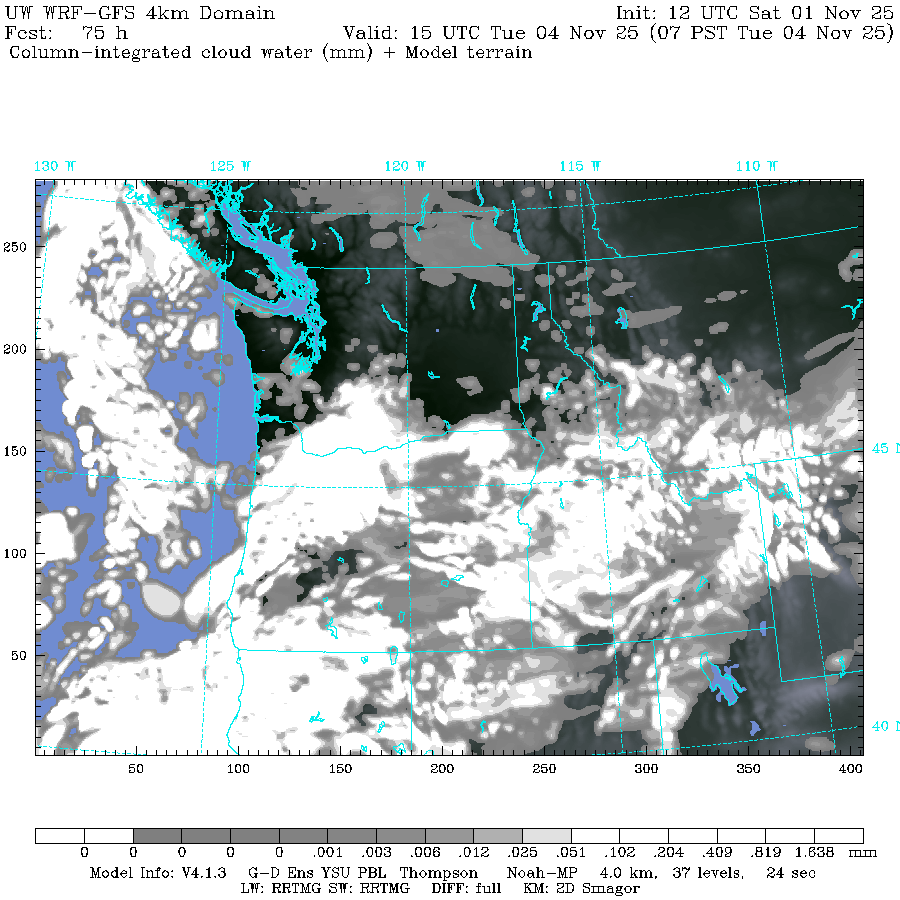 UW WRF-GFS 4km Domain Init: 12 UTC Sat 01 Nov 25
Fcst: 75 h Valid: 15 UTC Tue 04 Nov 25 (07 PST Tue 04 Nov 25)
Column-integrated cloud water (mm) + Model terrain
130 W 125 W 120 W 115 W 110 W
250
200
150
45 N
100
50
40 N
50 100 150 200 250 300 350 400
0 0 0 0 0 .001 .003 .006 .012 .025 .051 .102 .204 .409 .819 1.638 mm
Model Info: V4.1.3 G-D Ens YSU PBL Thompson Noah-MP 4.0 km, 37 levels, 24 sec
LW: RRTMG SW: RRTMG DIFF: full KM: 2D Smagor